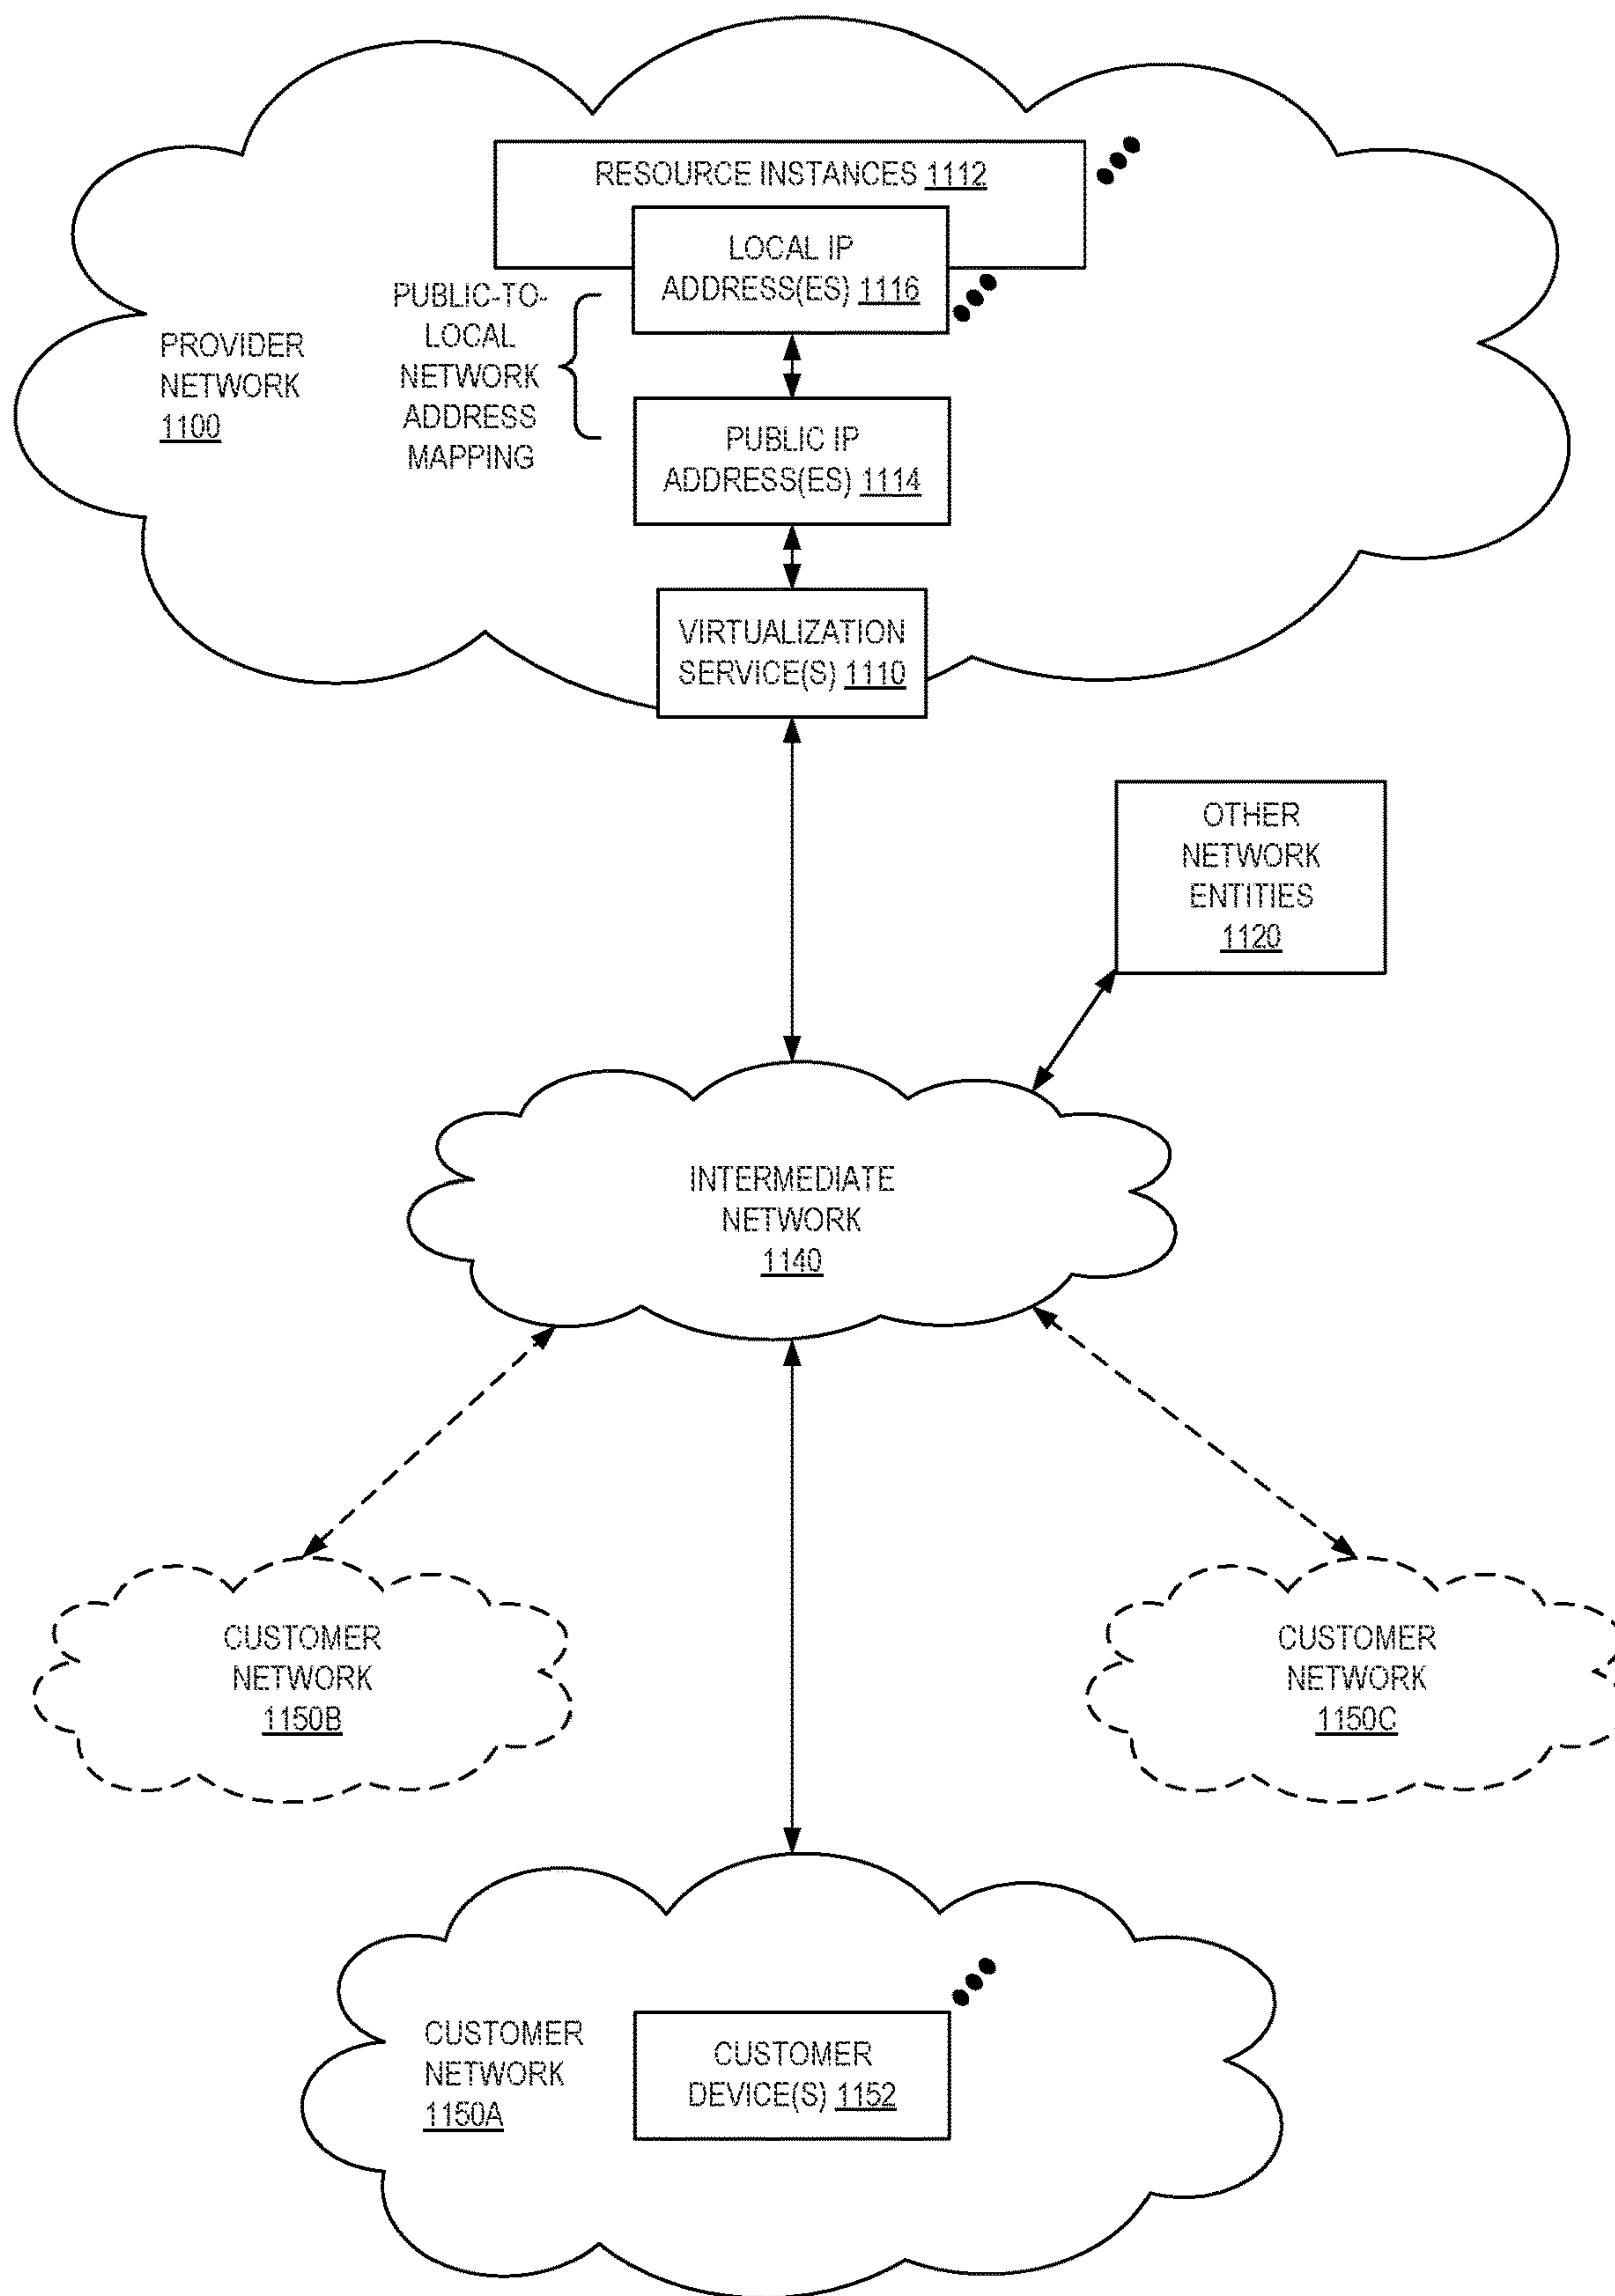 RESOURCE INSTANCES 1112
LOCAL IP
ADDRESS(ES) 1116
PUBLIC-TO-
LOCAL
NETWORK
ADDRESS
MAPPING
PROVIDER
NETWORK
1100
PUBLIC IP
ADDRESS(ES) 1114
VIRTUALIZATION
SERVICE(S) 1110
OTHER
NETWORK
ENTITIES
1120
INTERMEDIATE
NETWORK
1140
CUSTOMER
NETWORK
1150B
CUSTOMER
NETWORK
1150C
CUSTOMER
NETWORK
1150A
CUSTOMER
DEVICE(S) 1152